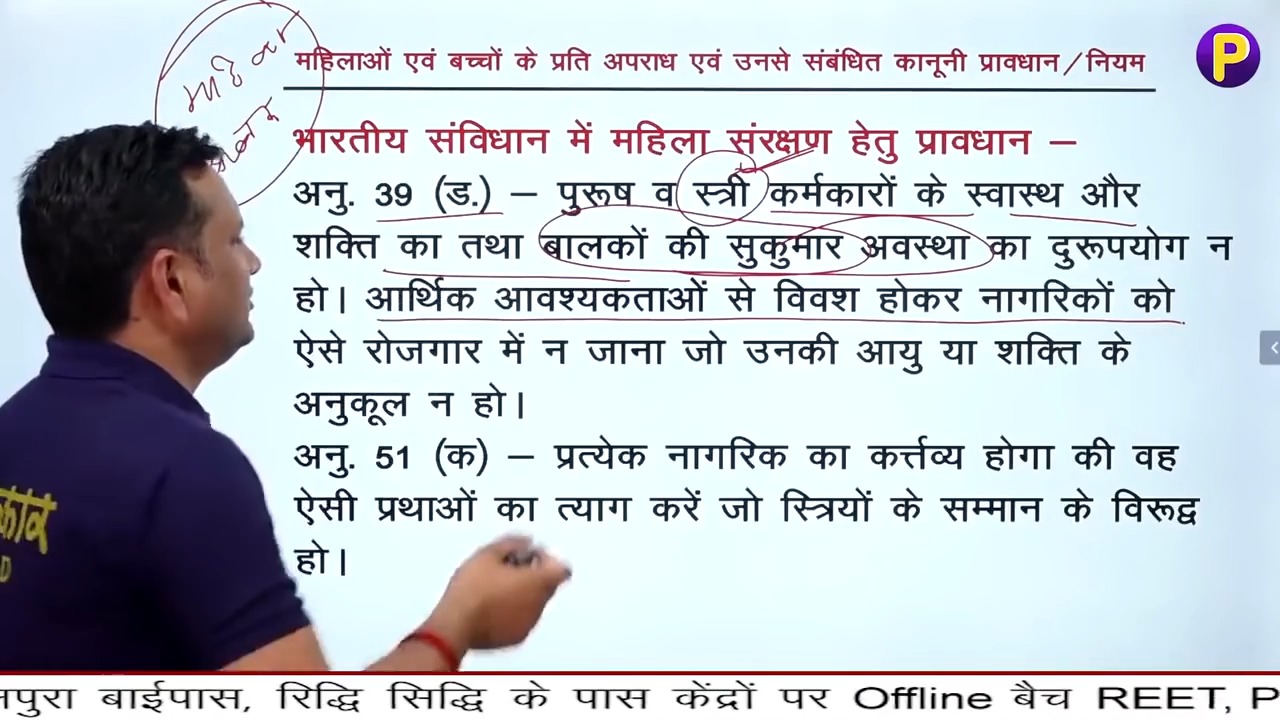 P
महिलाओं एवं बच्चों के प्रति अपराध एवं उनसे संबंधित कानूनी प्रावधान/नियम
भारतीय संविधान में महिला संरक्षण हेतु प्रावधान –
अनु. 39 (ड.) – पुरूष व स्त्री कर्मकारों के स्वास्थ और
शक्ति का तथा बालकों की सुकुमार अवस्था का दुरूपयोग न
हो। आर्थिक आवश्यकताओं से विवश होकर नागरिकों को
ऐसे रोजगार में न जाना जो उनकी आयु या शक्ति के
अनुकूल न हो।
अनु. 51 (क) – प्रत्येक नागरिक का कर्त्तव्य होगा की वह
ऐसी प्रथाओं का त्याग करें जो स्त्रियों के सम्मान के विरूद्व
हो।
बाईपास, रिद्धि सिद्धि के पास केंद्रों पर Offline बैच REET, P